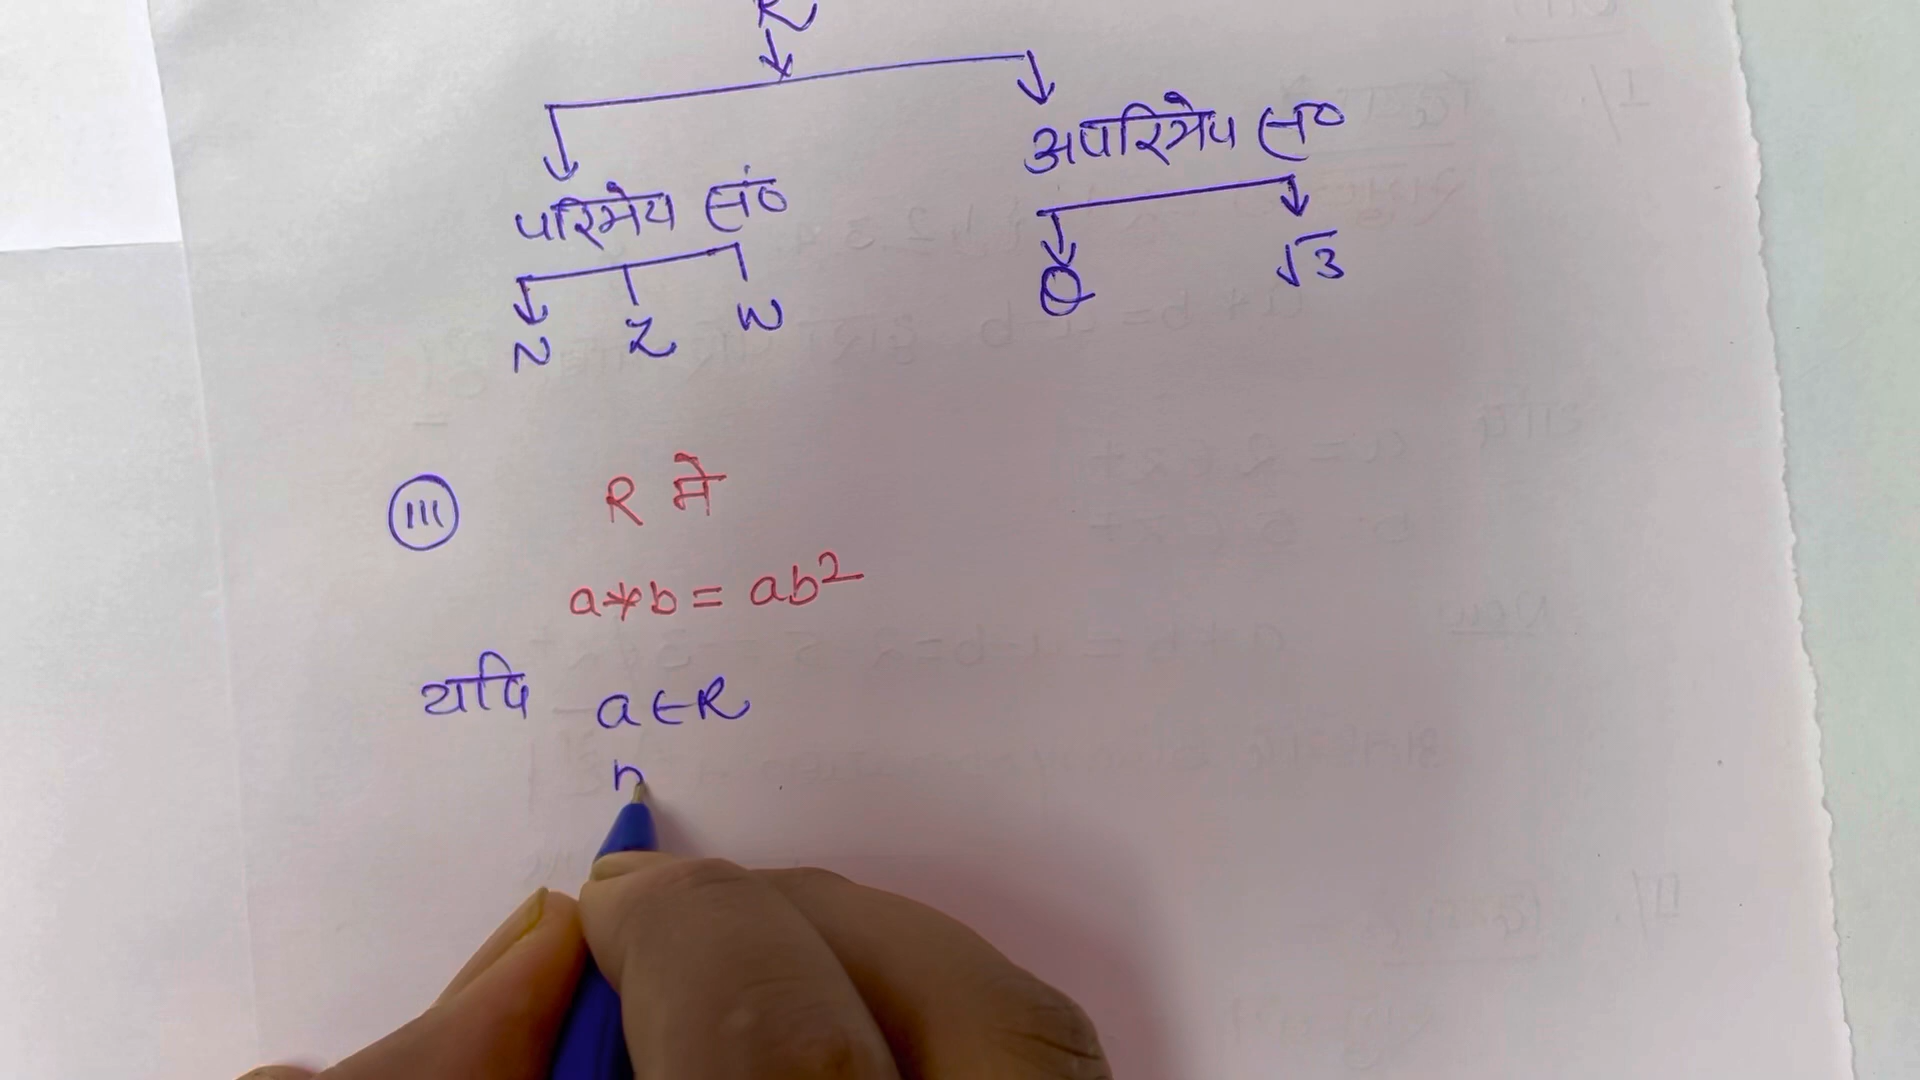 R
परिमेय सं० अपरिमेय सं०
N Z W Q √3
III R मे
a*b = ab²
यदि a∈R
b